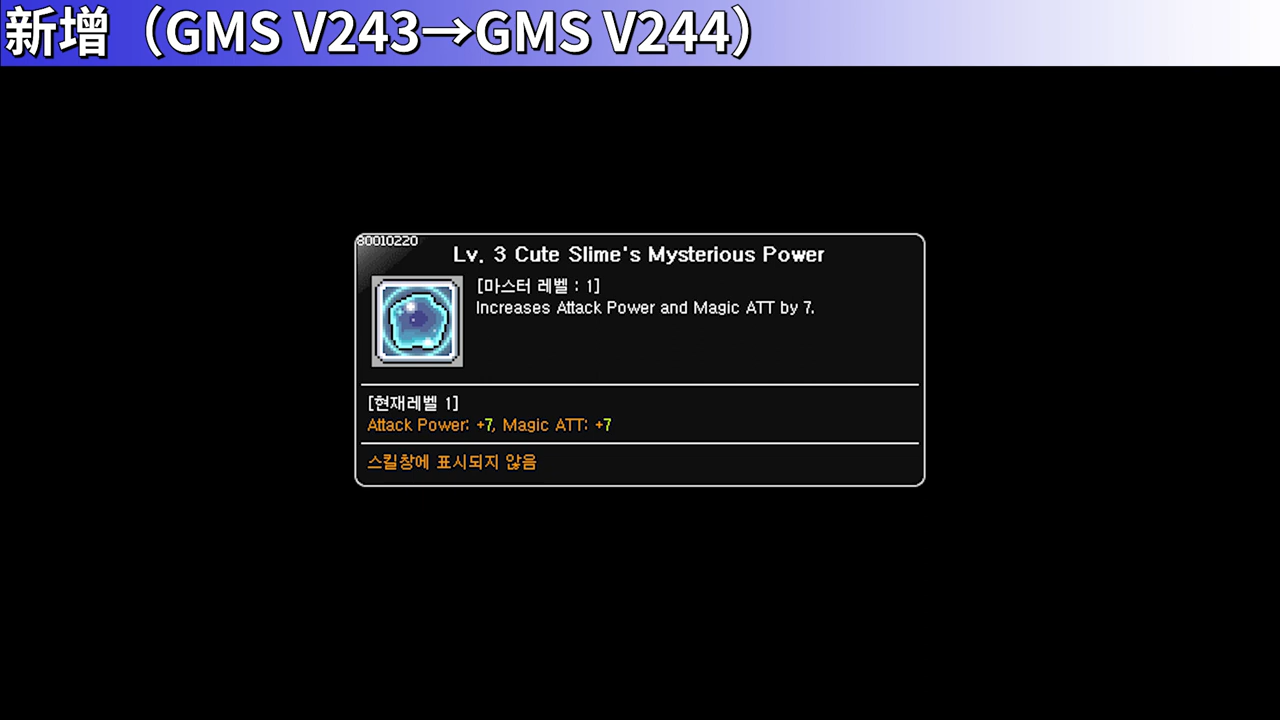 新增（GMS V243→GMS V244）
80010220
Lv. 3 Cute Slime's Mysterious Power
[마스터 레벨 : 1]
Increases Attack Power and Magic ATT by 7.
[현재레벨 1]
Attack Power: +7, Magic ATT: +7
스킬창에 표시되지 않음